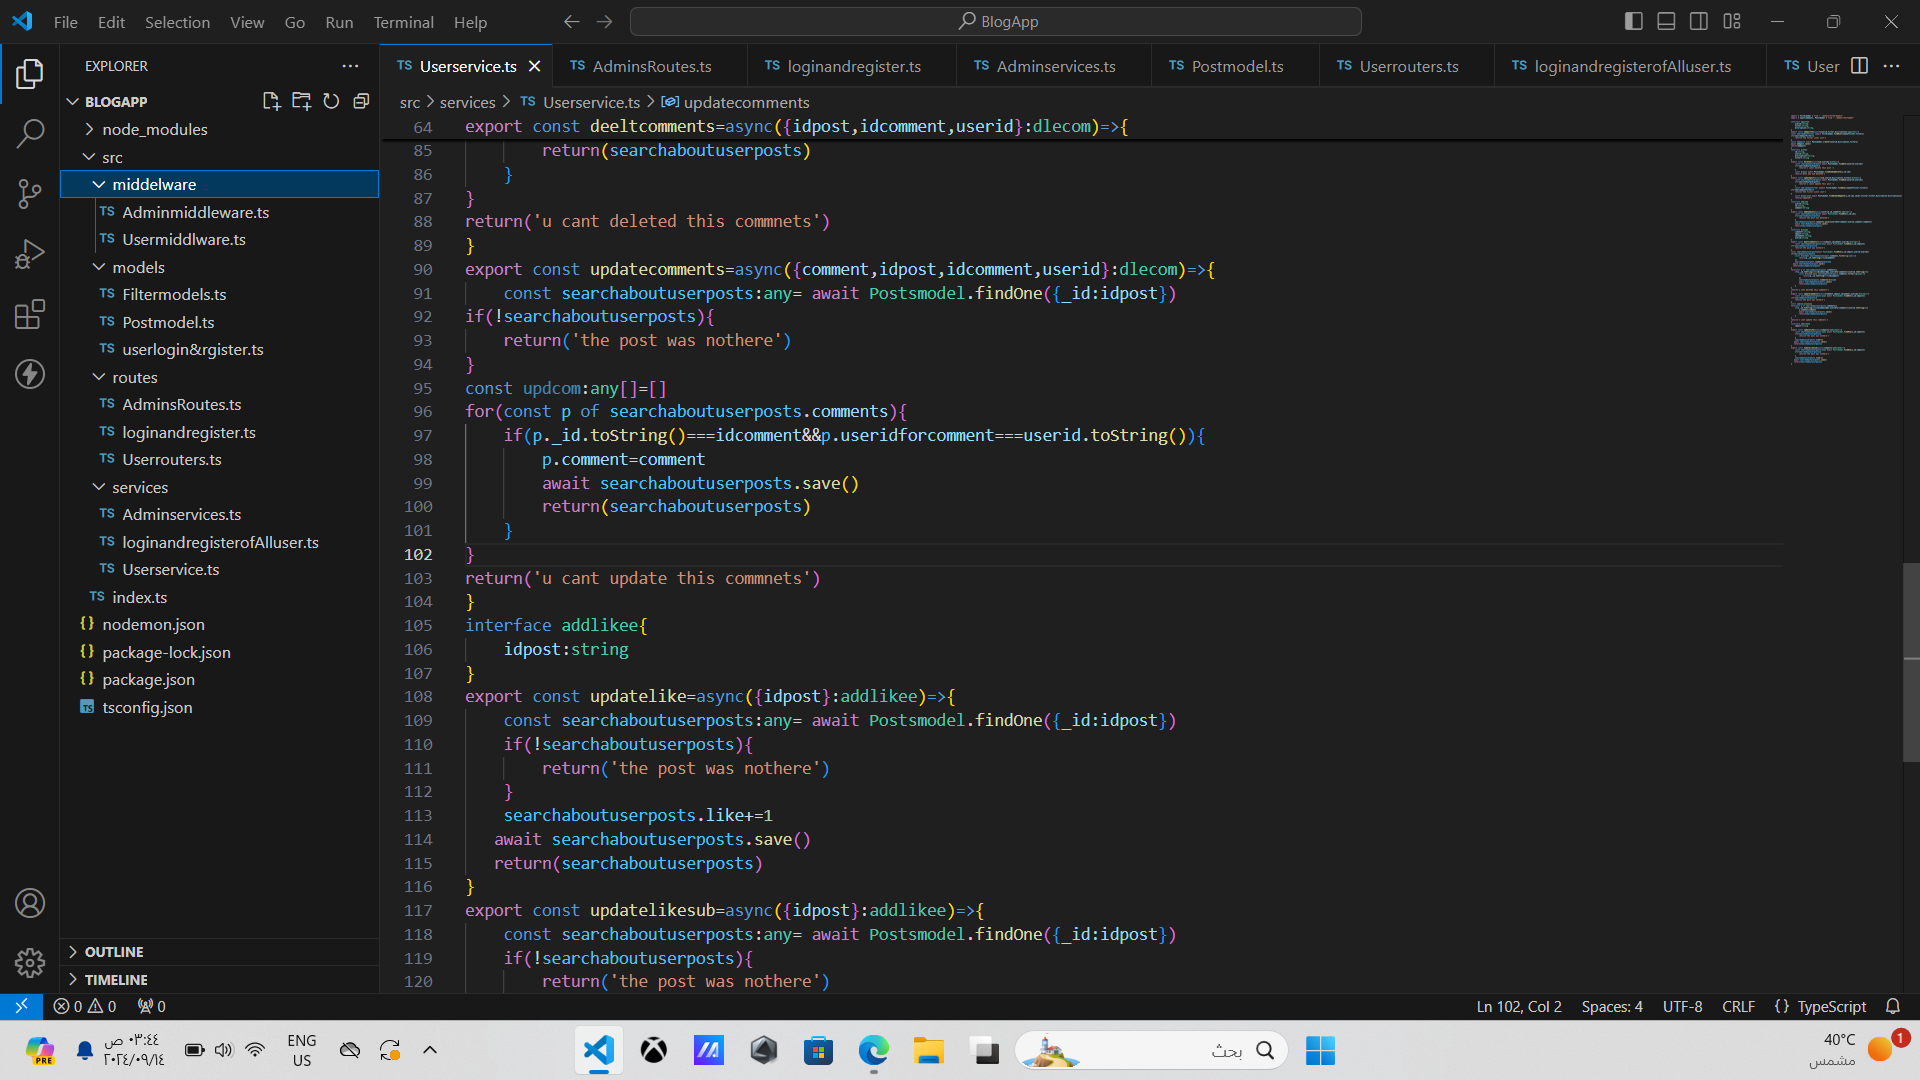 File Edit Selection View Go Run Terminal Help
BlogApp
EXPLORER
BLOGAPP
node_modules
src
middelware
TS Adminmiddleware.ts
TS Usermiddlware.ts
models
TS Filtermodels.ts
TS Postmodel.ts
TS userlogin&rgister.ts
routes
TS AdminsRoutes.ts
TS loginandregister.ts
TS Userrouters.ts
services
TS Adminservices.ts
TS loginandregisterofAlluser.ts
TS Userservice.ts
TS index.ts
{} nodemon.json
{} package-lock.json
{} package.json
TS tsconfig.json
OUTLINE
TIMELINE
TS Userservice.ts TS AdminsRoutes.ts TS loginandregister.ts TS Adminservices.ts TS Postmodel.ts TS Userrouters.ts TS loginandregisterofAlluser.ts TS User
src > services > TS Userservice.ts > updatecomments
64 export const deeltcomments=async({idpost,idcomment,userid}:dlecom)=>{
85 return(searchaboutuserposts)
86 }
87 }
88 return('u cant deleted this commnets')
89 }
90 export const updatecomments=async({comment,idpost,idcomment,userid}:dlecom)=>{
91 const searchaboutuserposts:any= await Postsmodel.findOne({_id:idpost})
92 if(!searchaboutuserposts){
93 return('the post was nothere')
94 }
95 const updcom:any[]=[]
96 for(const p of searchaboutuserposts.comments){
97 if(p._id.toString()===idcomment&&p.useridforcomment===userid.toString()){
98 p.comment=comment
99 await searchaboutuserposts.save()
100 return(searchaboutuserposts)
101 }
102 }
103 return('u cant update this commnets')
104 }
105 interface addlikee{
106 idpost:string
107 }
108 export const updatelike=async({idpost}:addlikee)=>{
109 const searchaboutuserposts:any= await Postsmodel.findOne({_id:idpost})
110 if(!searchaboutuserposts){
111 return('the post was nothere')
112 }
113 searchaboutuserposts.like+=1
114 await searchaboutuserposts.save()
115 return(searchaboutuserposts)
116 }
117 export const updatelikesub=async({idpost}:addlikee)=>{
118 const searchaboutuserposts:any= await Postsmodel.findOne({_id:idpost})
119 if(!searchaboutuserposts){
120 return('the post was nothere')
0 0 0
Ln 102, Col 2 Spaces: 4 UTF-8 CRLF {} TypeScript
PRE
٠٣:٤٤ ص
٢٠٢٤/٠٩/١٤
ENG
US
بحث
40°C
مشمس
1